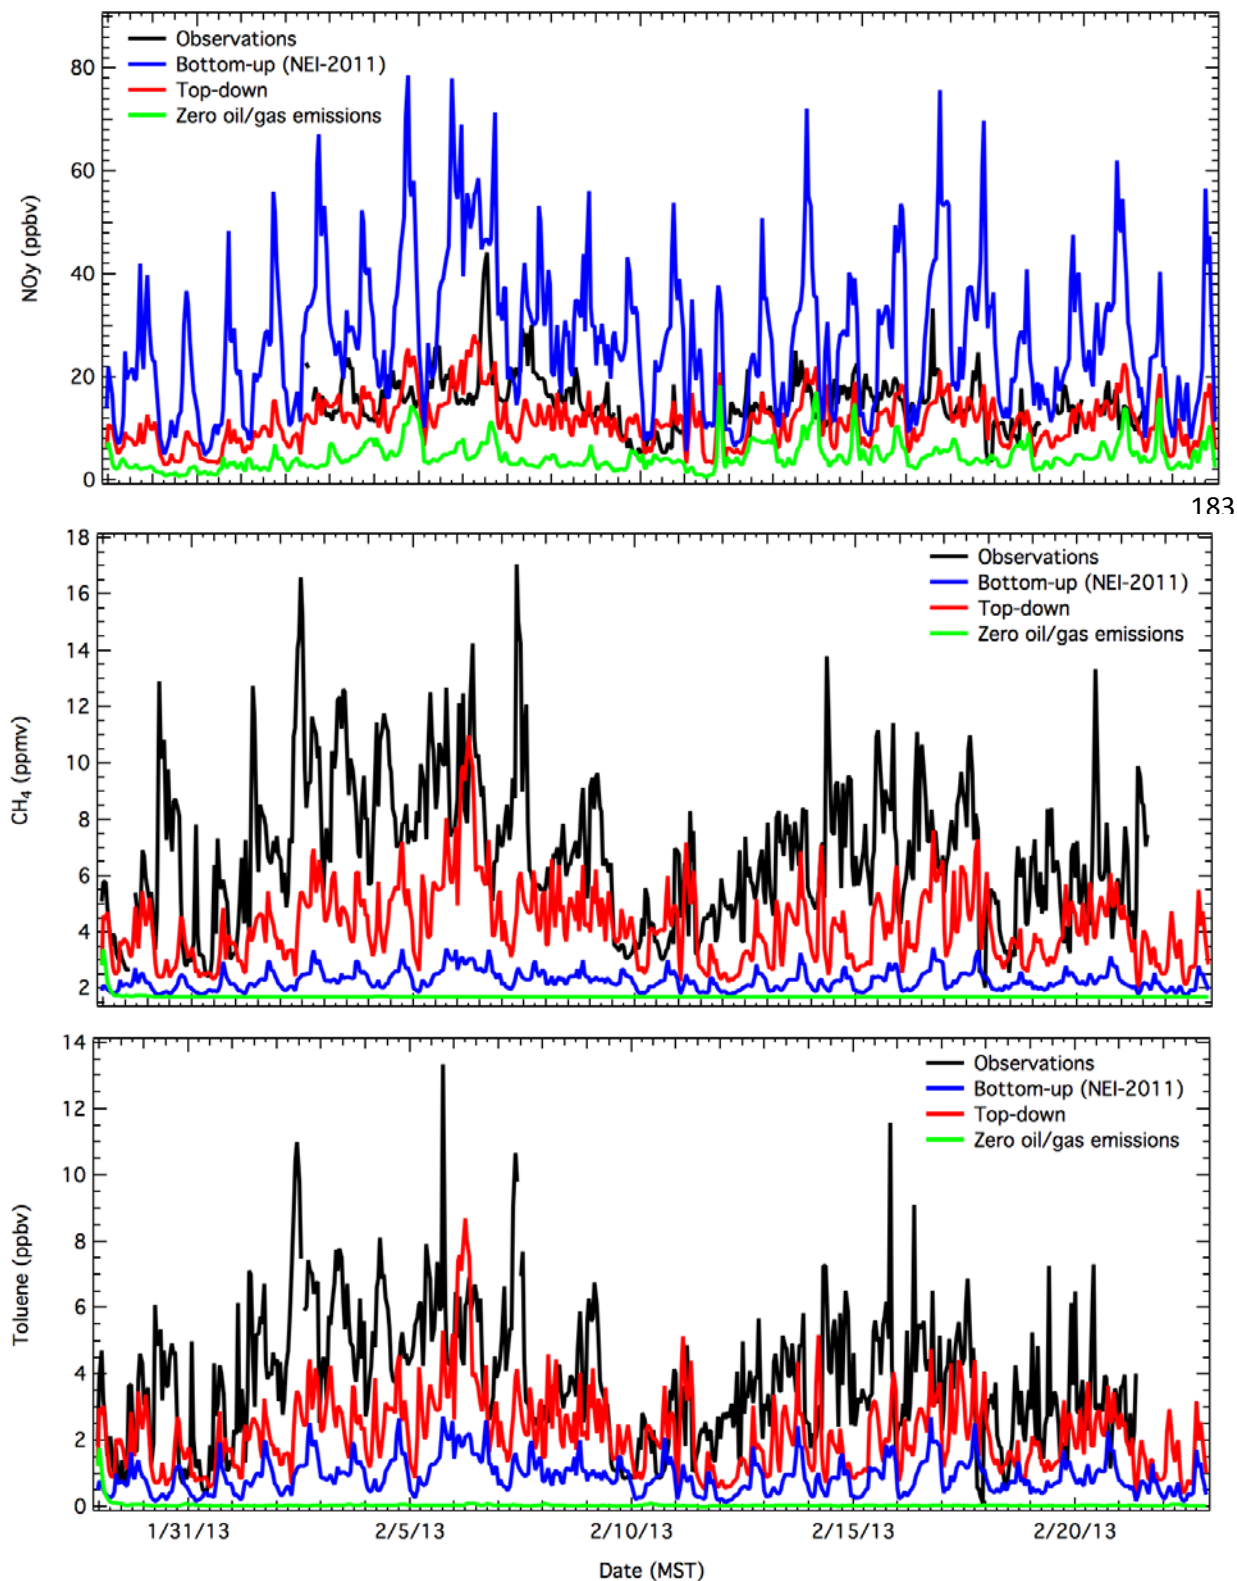 Observations
Bottom-up (NEI-2011)
Top-down
Zero oil/gas emissions
80
60
40
20
0
NOy (ppbv)
183
18
16
14
12
10
8
6
4
2
CH₄ (ppmv)
Observations
Bottom-up (NEI-2011)
Top-down
Zero oil/gas emissions
14
12
10
8
6
4
2
0
Toluene (ppbv)
Observations
Bottom-up (NEI-2011)
Top-down
Zero oil/gas emissions
1/31/13 2/5/13 2/10/13 2/15/13 2/20/13
Date (MST)